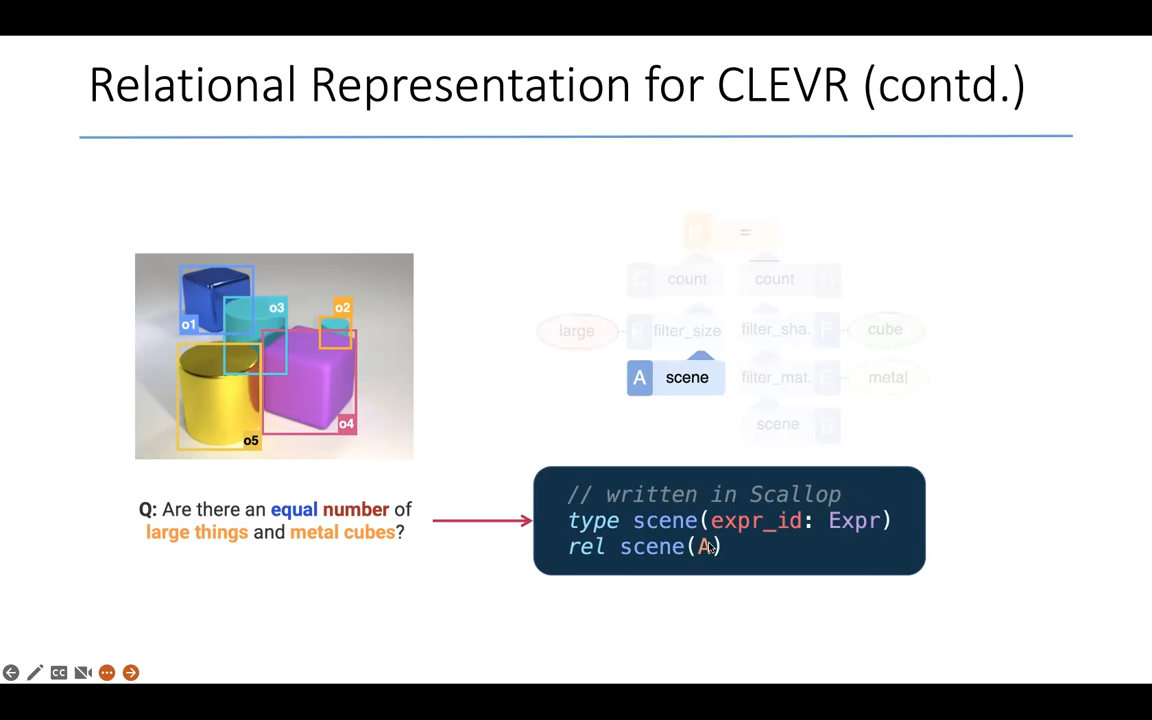 Relational Representation for CLEVR (contd.)
=
count
count
large
filter_size
filter_sha.
F
cube
A
scene
filter_mat.
E
metal
scene
D
o1
o3
o2
o4
o5
Q: Are there an equal number of
large things and metal cubes?
// written in Scallop
type scene(expr_id: Expr)
rel scene(A)
CC